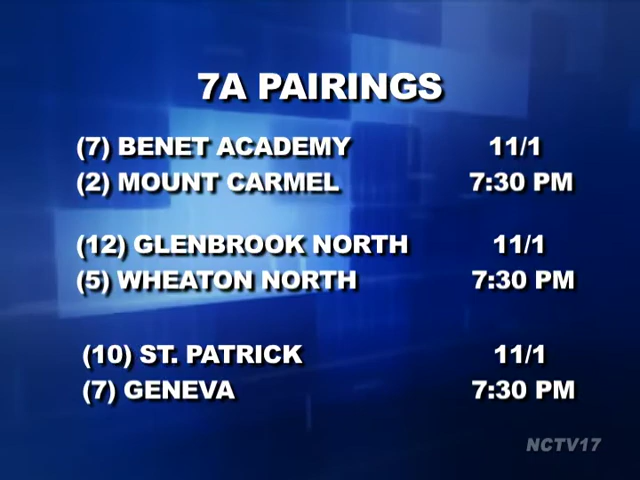 7A PAIRINGS
(7) BENET ACADEMY 11/1
(2) MOUNT CARMEL 7:30 PM
(12) GLENBROOK NORTH 11/1
(5) WHEATON NORTH 7:30 PM
(10) ST. PATRICK 11/1
(7) GENEVA 7:30 PM
NCTV17